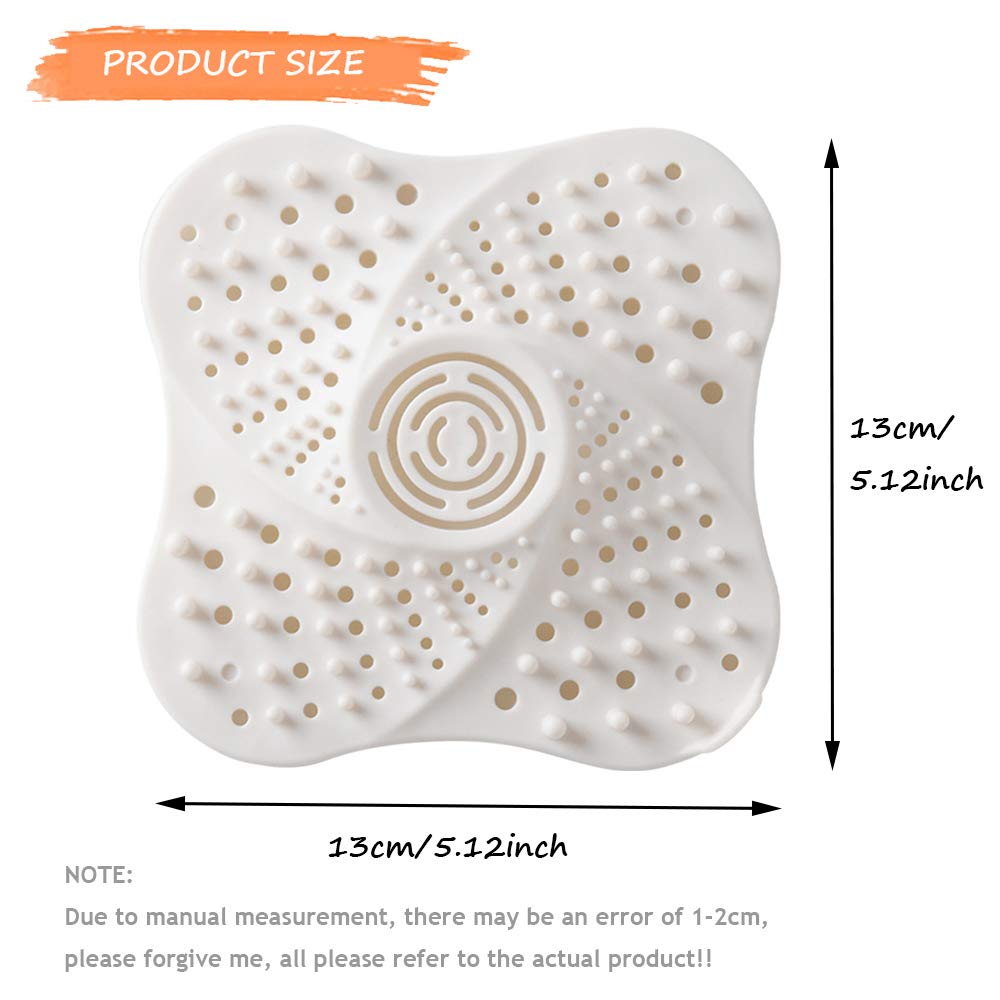 PRODUCT SIZE
13cm/
5.12inch
13cm/5.12inch
NOTE:
Due to manual measurement, there may be an error of 1-2cm,
please forgive me, all please refer to the actual product!!